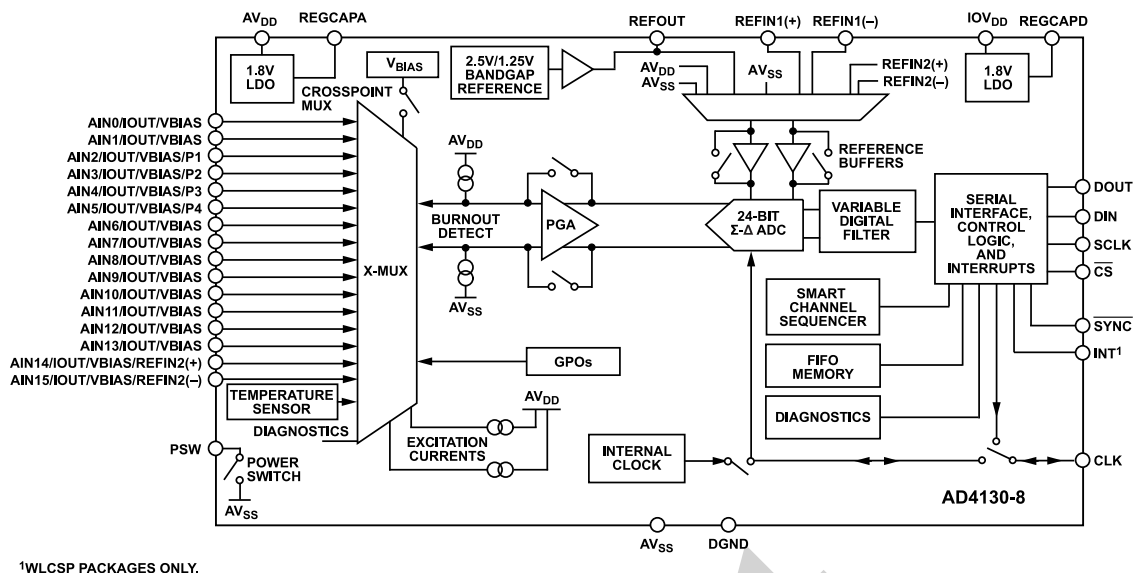 AVDD
REGCAPA
REFOUT
REFIN1(+)
REFIN1(–)
IOVDD
REGCAPD
1.8V
LDO
VBIAS
2.5V/1.25V
BANDGAP
REFERENCE
AVDD
AVSS
AVSS
REFIN2(+)
REFIN2(–)
1.8V
LDO
CROSSPOINT
MUX
AIN0/IOUT/VBIAS
AIN1/IOUT/VBIAS
AIN2/IOUT/VBIAS/P1
AIN3/IOUT/VBIAS/P2
AIN4/IOUT/VBIAS/P3
AIN5/IOUT/VBIAS/P4
AIN6/IOUT/VBIAS
AIN7/IOUT/VBIAS
AIN8/IOUT/VBIAS
AIN9/IOUT/VBIAS
AIN10/IOUT/VBIAS
AIN11/IOUT/VBIAS
AIN12/IOUT/VBIAS
AIN13/IOUT/VBIAS
AIN14/IOUT/VBIAS/REFIN2(+)
AIN15/IOUT/VBIAS/REFIN2(–)
X-MUX
AVDD
BURNOUT
DETECT
AVSS
PGA
REFERENCE
BUFFERS
24-BIT
Σ-Δ ADC
VARIABLE
DIGITAL
FILTER
SERIAL
INTERFACE,
CONTROL
LOGIC,
AND
INTERRUPTS
DOUT
DIN
SCLK
CS
SYNC
INT1
SMART
CHANNEL
SEQUENCER
FIFO
MEMORY
DIAGNOSTICS
GPOs
TEMPERATURE
SENSOR
DIAGNOSTICS
AVDD
EXCITATION
CURRENTS
PSW
POWER
SWITCH
AVSS
INTERNAL
CLOCK
CLK
AD4130-8
AVSS
DGND
1WLCSP PACKAGES ONLY.